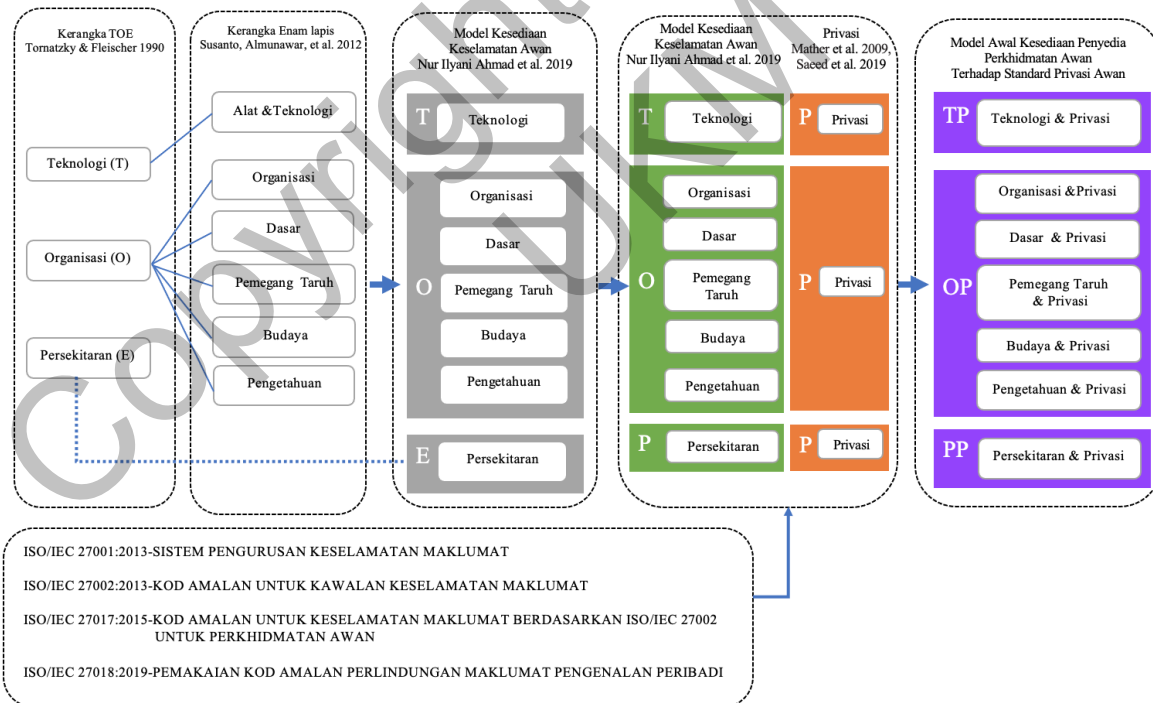 Kerangka TOE
Tornatzky & Fleischer 1990
Teknologi (T)
Organisasi (O)
Persekitaran (E)
Kerangka Enam lapis
Susanto, Almunawar, et al. 2012
Alat &Teknologi
Organisasi
Dasar
Pemegang Taruh
Budaya
Pengetahuan
Model Kesediaan
Keselamatan Awan
Nur Ilyani Ahmad et al. 2019
T
Teknologi
O
Organisasi
Dasar
Pemegang Taruh
Budaya
Pengetahuan
E
Persekitaran
Model Kesediaan
Keselamatan Awan
Nur Ilyani Ahmad et al. 2019
T
Teknologi
O
Organisasi
Dasar
Pemegang
Taruh
Budaya
Pengetahuan
P
Persekitaran
Privasi
Mather et al. 2009,
Saeed et al. 2019
P
Privasi
P
Privasi
P
Privasi
Model Awal Kesediaan Penyedia
Perkhidmatan Awan
Terhadap Standard Privasi Awan
TP
Teknologi & Privasi
OP
Organisasi &Privasi
Dasar & Privasi
Pemegang Taruh
& Privasi
Budaya & Privasi
Pengetahuan & Privasi
PP
Persekitaran & Privasi
ISO/IEC 27001:2013-SISTEM PENGURUSAN KESELAMATAN MAKLUMAT
ISO/IEC 27002:2013-KOD AMALAN UNTUK KAWALAN KESELAMATAN MAKLUMAT
ISO/IEC 27017:2015-KOD AMALAN UNTUK KESELAMATAN MAKLUMAT BERDASARKAN ISO/IEC 27002
UNTUK PERKHIDMATAN AWAN
ISO/IEC 27018:2019-PEMAKAIAN KOD AMALAN PERLINDUNGAN MAKLUMAT PENGENALAN PERIBADI
Copyright
UKM